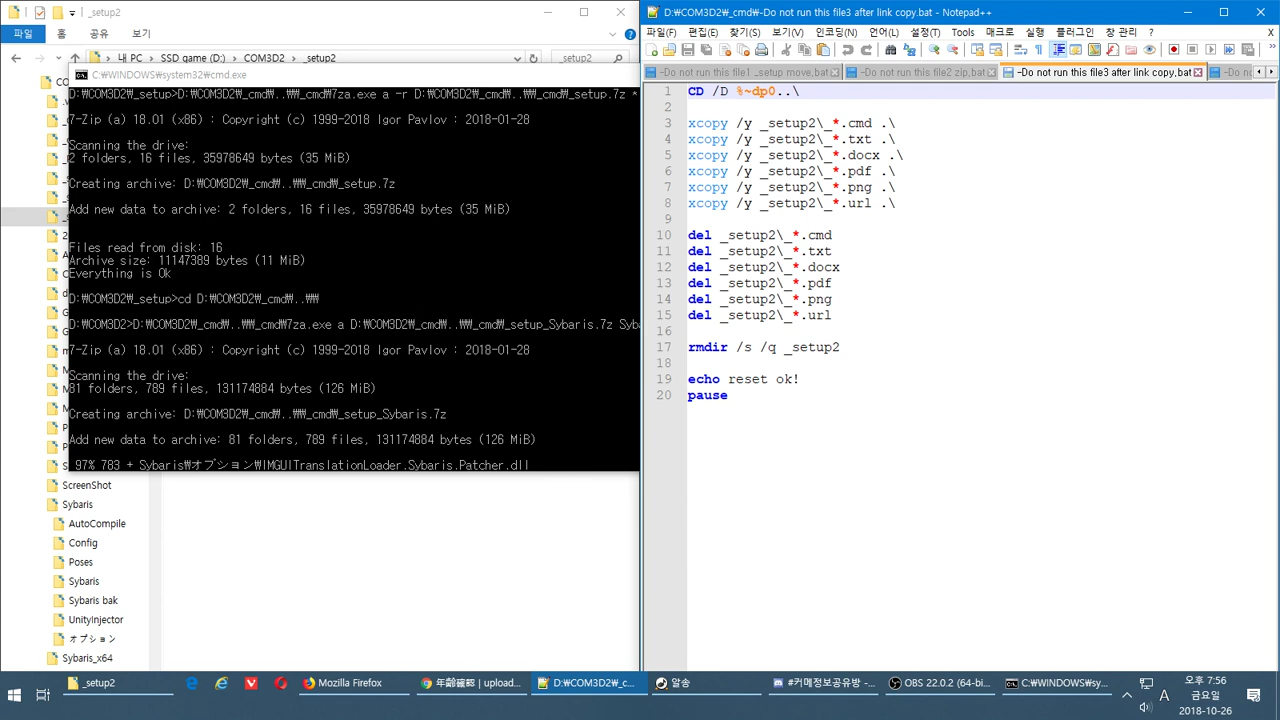 _setup2
파일
홈
공유
보기
내 PC
SSD game (D:)
COM3D2
_setup2
_setup2
C:\WINDOWS\system32\cmd.exe
D:₩COM3D2₩_setup>D:₩COM3D2₩_cmd₩..₩₩_cmd₩7za.exe a -r D:₩COM3D2₩_cmd₩..₩₩_cmd₩_setup.7z *
7-Zip (a) 18.01 (x86) : Copyright (c) 1999-2018 Igor Pavlov : 2018-01-28
Scanning the drive:
2 folders, 16 files, 35978649 bytes (35 MiB)
Creating archive: D:₩COM3D2₩_cmd₩..₩₩_cmd₩_setup.7z
Add new data to archive: 2 folders, 16 files, 35978649 bytes (35 MiB)
Files read from disk: 16
Archive size: 11147389 bytes (11 MiB)
Everything is Ok
D:₩COM3D2₩_setup>cd D:₩COM3D2₩_cmd₩..₩₩
D:₩COM3D2>D:₩COM3D2₩_cmd₩..₩₩_cmd₩7za.exe a D:₩COM3D2₩_cmd₩..₩₩_cmd₩_setup_Sybaris.7z Syba
7-Zip (a) 18.01 (x86) : Copyright (c) 1999-2018 Igor Pavlov : 2018-01-28
Scanning the drive:
81 folders, 789 files, 131174884 bytes (126 MiB)
Creating archive: D:₩COM3D2₩_cmd₩..₩₩_cmd₩_setup_Sybaris.7z
Add new data to archive: 81 folders, 789 files, 131174884 bytes (126 MiB)
97% 783 + Sybaris₩オプション₩IMGUITranslationLoader.Sybaris.Patcher.dll
ScreenShot
Sybaris
AutoCompile
Config
Poses
Sybaris
Sybaris bak
UnityInjector
オプション
Sybaris_x64
D:₩COM3D2₩_cmd₩-Do not run this file3 after link copy.bat - Notepad++
파일(F) 편집(E) 찾기(S) 보기(V) 인코딩(N) 언어(L) 설정(T) Tools 매크로 실행 플러그인 창 관리 ? X
-Do not run this file1 _setup move.bat
-Do not run this file2 zip.bat
-Do not run this file3 after link copy.bat
-Do no
1 CD /D %~dp0..\
2
3 xcopy /y _setup2\_*.cmd .\
4 xcopy /y _setup2\_*.txt .\
5 xcopy /y _setup2\_*.docx .\
6 xcopy /y _setup2\_*.pdf .\
7 xcopy /y _setup2\_*.png .\
8 xcopy /y _setup2\_*.url .\
9
10 del _setup2\_*.cmd
11 del _setup2\_*.txt
12 del _setup2\_*.docx
13 del _setup2\_*.pdf
14 del _setup2\_*.png
15 del _setup2\_*.url
16
17 rmdir /s /q _setup2
18
19 echo reset ok!
20 pause
_setup2
Mozilla Firefox
年齢確認 | upload...
D:₩COM3D2₩_c...
알송
#커메정보공유방 -...
OBS 22.0.2 (64-bi...
C:₩WINDOWS₩sy...
A
오후 7:56
금요일
2018-10-26